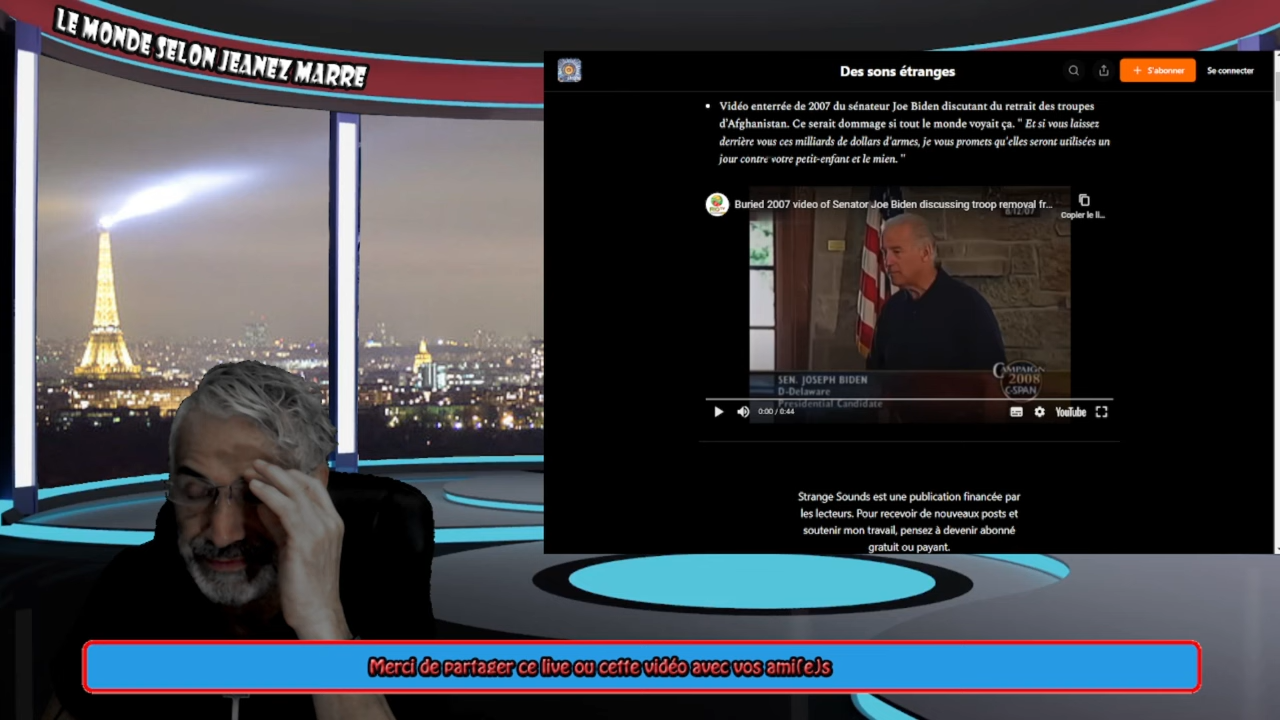 LE MONDE SELON JEANEZ MARRE
Des sons étranges
S'abonner
Se connecter
Vidéo enterrée de 2007 du sénateur Joe Biden discutant du retrait des troupes
d'Afghanistan. Ce serait dommage si tout le monde voyait ça. " Et si vous laissez
derrière vous ces milliards de dollars d'armes, je vous promets qu'elles seront utilisées un
jour contre votre petit-enfant et le mien. "
Buried 2007 video of Senator Joe Biden discussing troop removal fr...
Copier le li...
8/12/07
SEN. JOSEPH BIDEN
D-Delaware
Presidential Candidate
CAMPAIGN
2008
C-SPAN
0:00 / 0:44
YouTube
Strange Sounds est une publication financée par
les lecteurs. Pour recevoir de nouveaux posts et
soutenir mon travail, pensez à devenir abonné
gratuit ou payant.
Merci de partager ce live ou cette vidéo avec vos ami(e)s